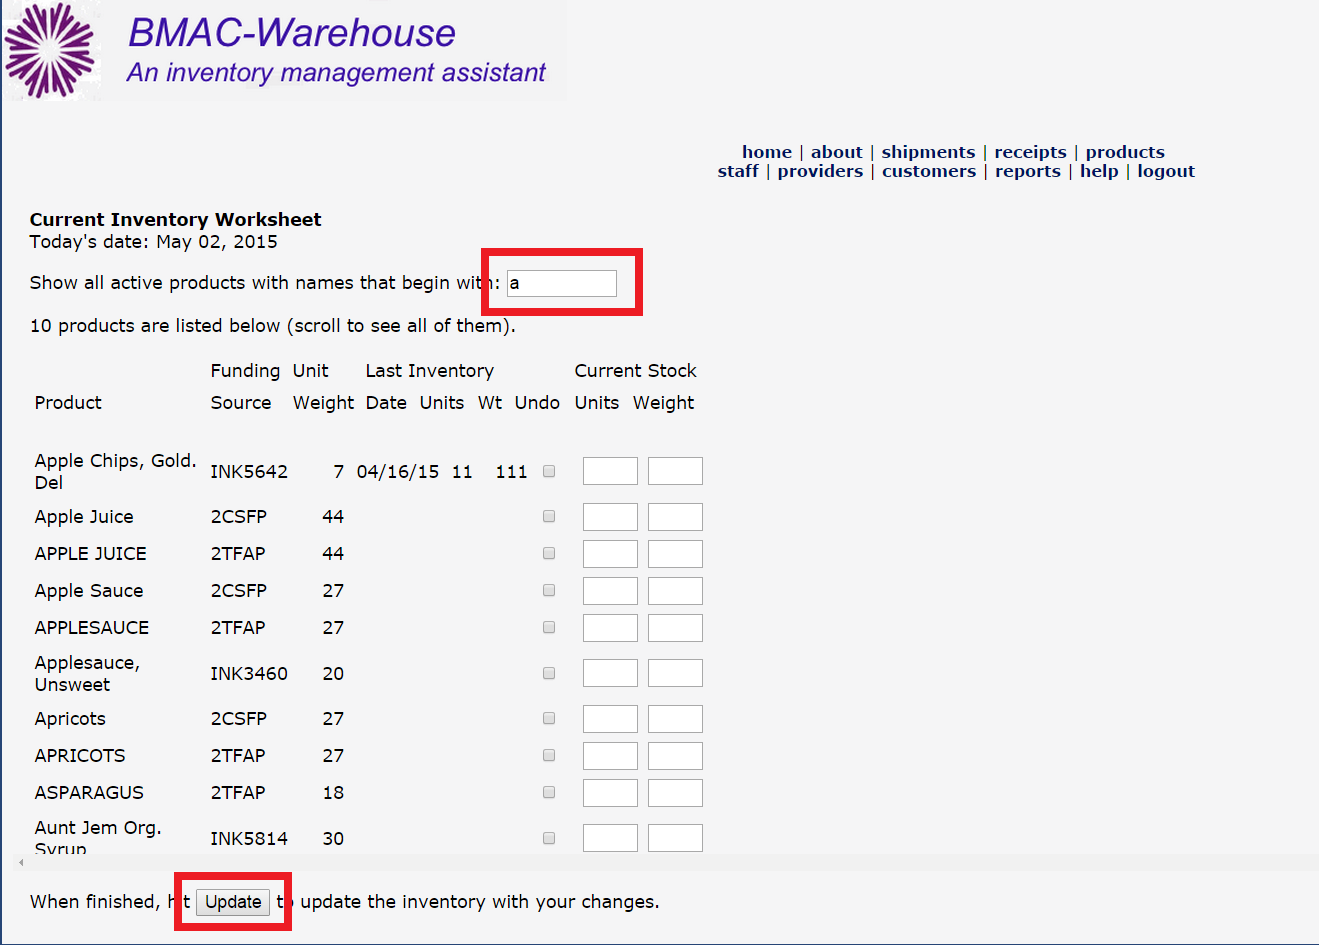 BMAC-Warehouse
An inventory management assistant
home | about | shipments | receipts | products
staff | providers | customers | reports | help | logout
Current Inventory Worksheet
Today's date: May 02, 2015
Show all active products with names that begin with: a
10 products are listed below (scroll to see all of them).
Funding Unit Last Inventory Current Stock
Product Source Weight Date Units Wt Undo Units Weight
Apple Chips, Gold.
Del INK5642 7 04/16/15 11 111
Apple Juice 2CSFP 44
APPLE JUICE 2TFAP 44
Apple Sauce 2CSFP 27
APPLESAUCE 2TFAP 27
Applesauce,
Unsweet INK3460 20
Apricots 2CSFP 27
APRICOTS 2TFAP 27
ASPARAGUS 2TFAP 18
Aunt Jem Org.
Syrup INK5814 30
When finished, hit Update to update the inventory with your changes.